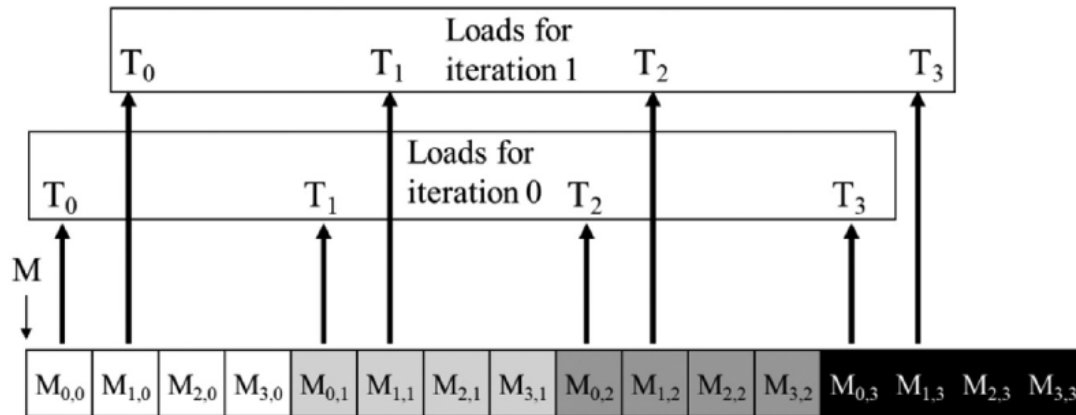 Loads for
iteration 1
T₀ T₁ T₂ T₃
Loads for
iteration 0
T₀ T₁ T₂ T₃
M
M₀,₀ M₁,₀ M₂,₀ M₃,₀ M₀,₁ M₁,₁ M₂,₁ M₃,₁ M₀,₂ M₁,₂ M₂,₂ M₃,₂ M₀,₃ M₁,₃ M₂,₃ M₃,₃